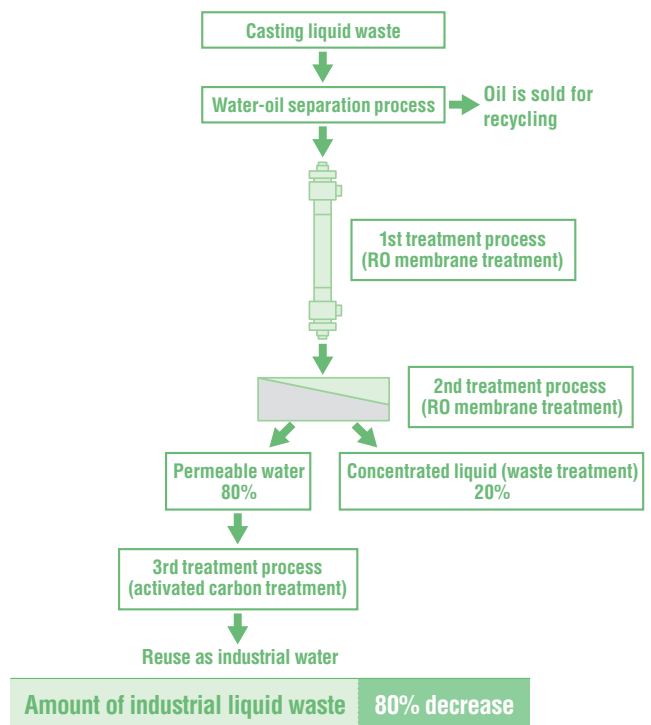 Casting liquid waste
Water-oil separation process
Oil is sold for
recycling
1st treatment process
(RO membrane treatment)
2nd treatment process
(RO membrane treatment)
Permeable water
80%
Concentrated liquid (waste treatment)
20%
3rd treatment process
(activated carbon treatment)
Reuse as industrial water
Amount of industrial liquid waste 80% decrease